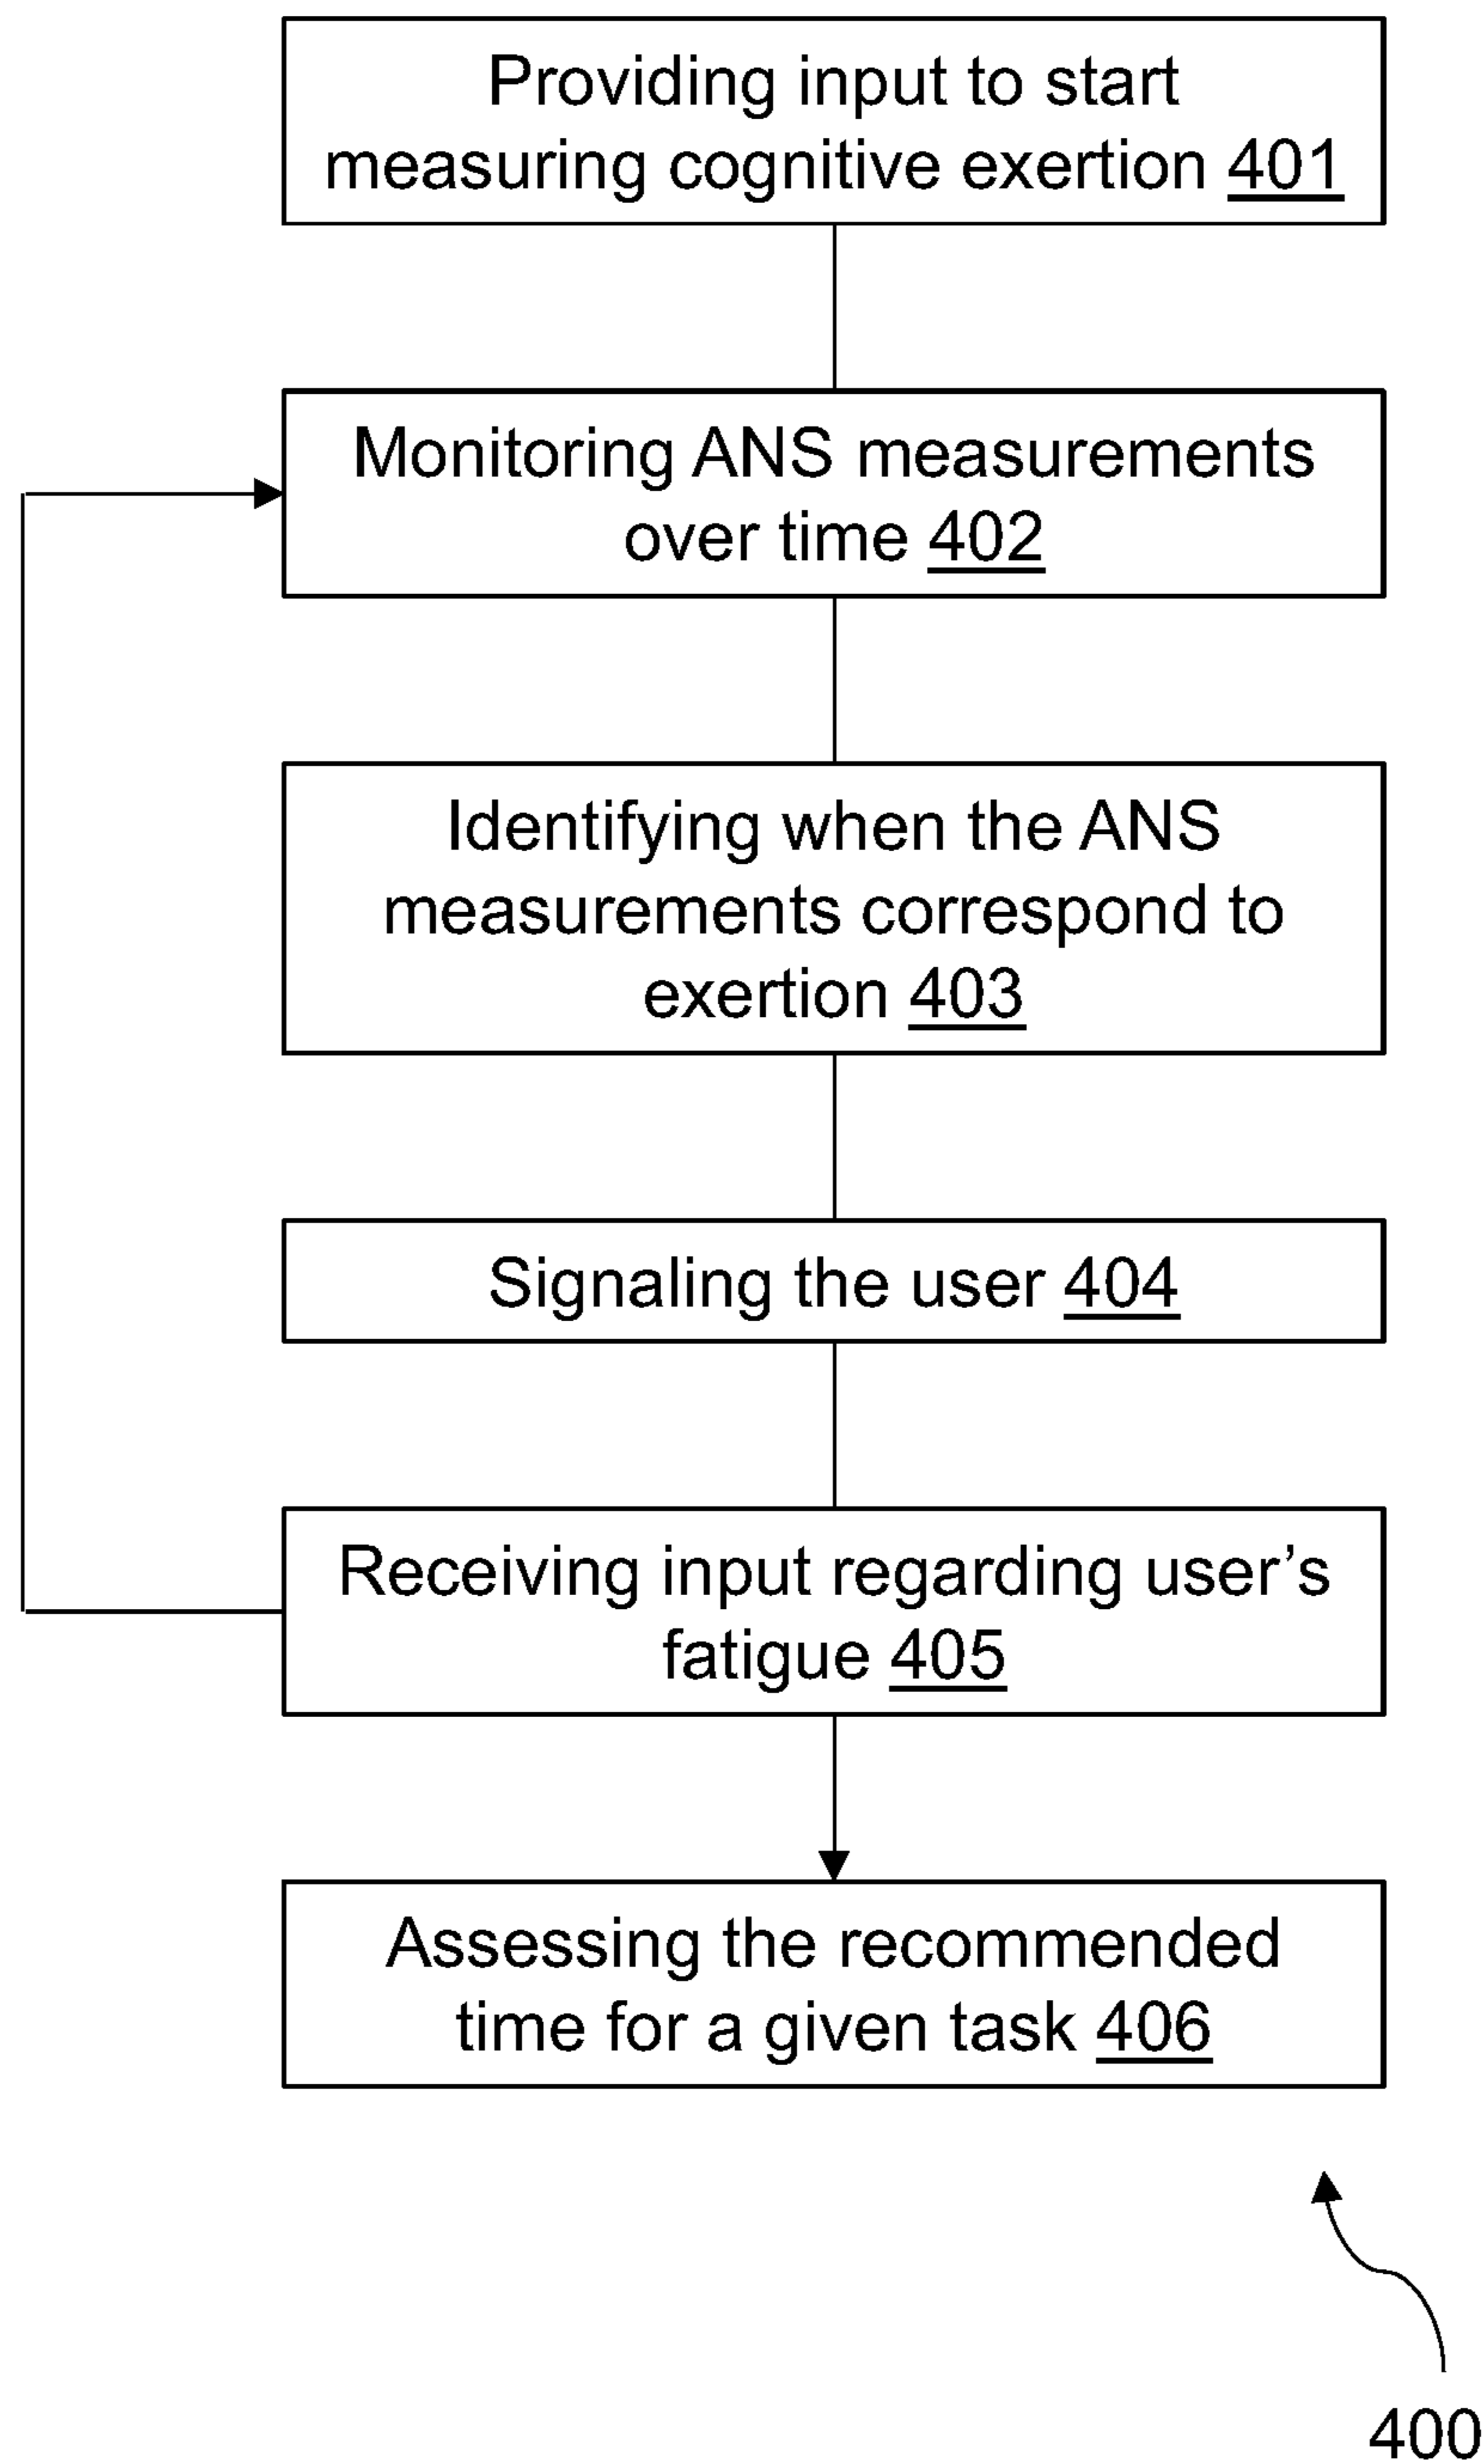 Providing input to start
measuring cognitive exertion 401
Monitoring ANS measurements
over time 402
Identifying when the ANS
measurements correspond to
exertion 403
Signaling the user 404
Receiving input regarding user’s
fatigue 405
Assessing the recommended
time for a given task 406
400